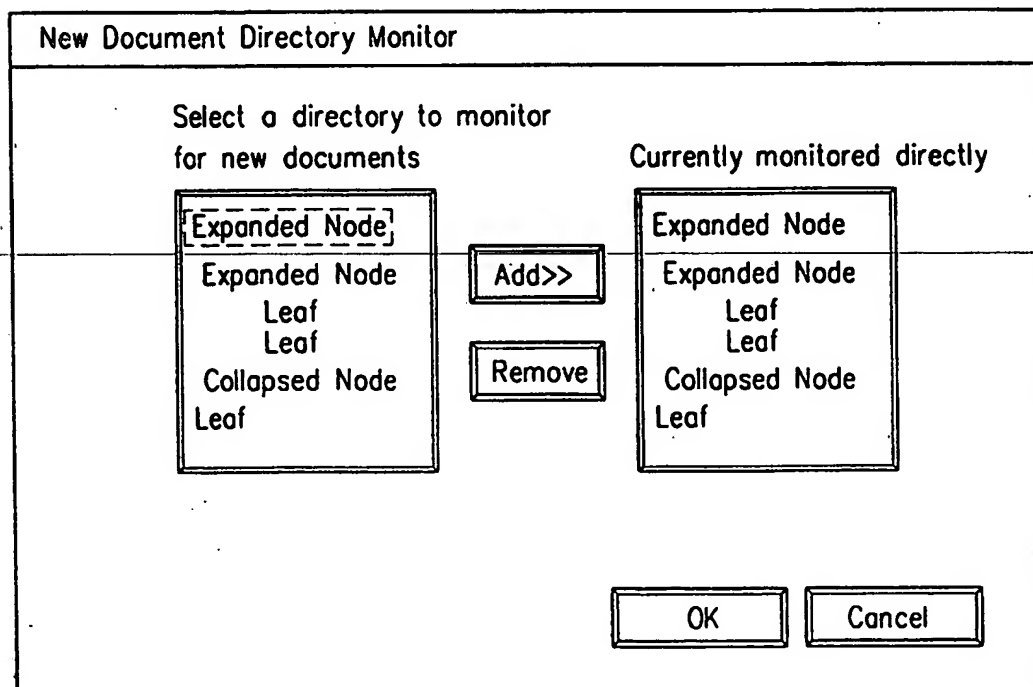 New Document Directory Monitor
Select a directory to monitor
for new documents
Currently monitored directly
Expanded Node
Expanded Node
Leaf
Leaf
Collapsed Node
Leaf
Add>>
Remove
Expanded Node
Expanded Node
Leaf
Leaf
Collapsed Node
Leaf
OK
Cancel